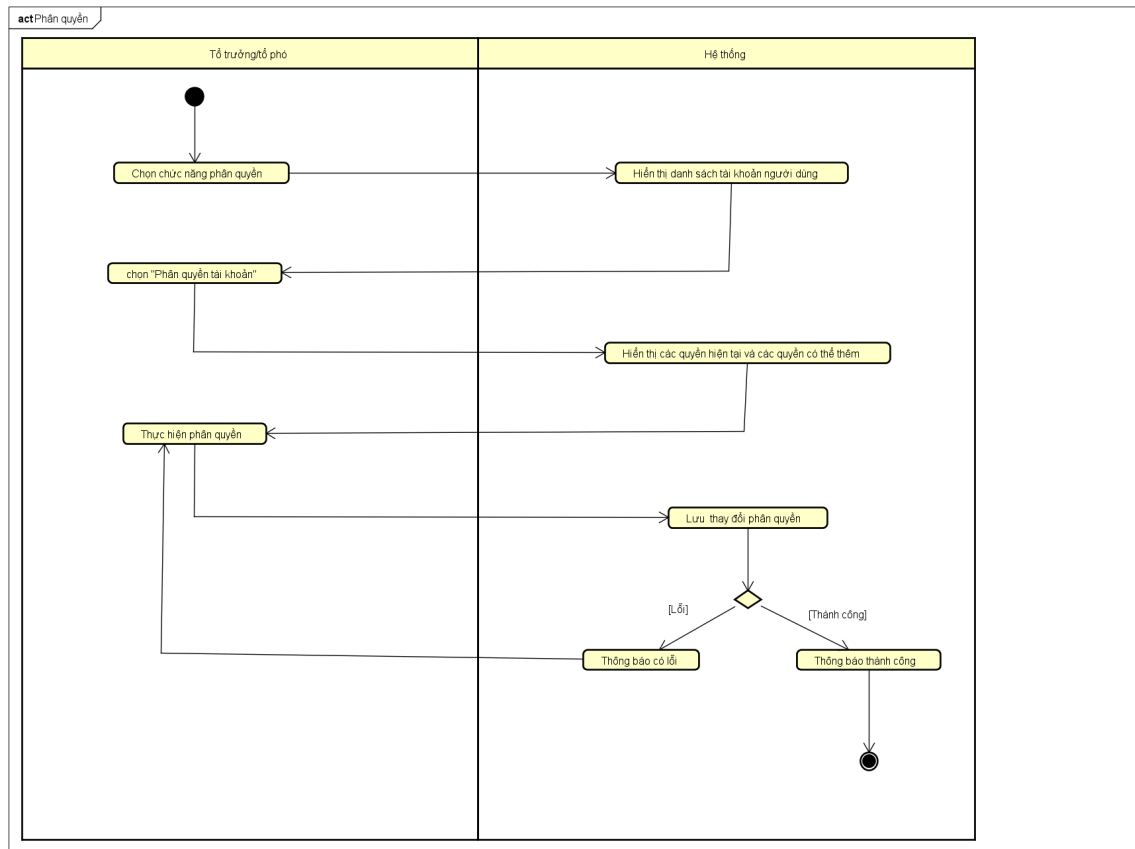 act Phân quyền
Tổ trưởng/tổ phó
Hệ thống
Chọn chức năng phân quyền
Hiển thị danh sách tài khoản người dùng
chọn "Phân quyền tài khoản"
Hiển thị các quyền hiện tại và các quyền có thể thêm
Thực hiện phân quyền
Lưu thay đổi phân quyền
[Lỗi]
[Thành công]
Thông báo có lỗi
Thông báo thành công